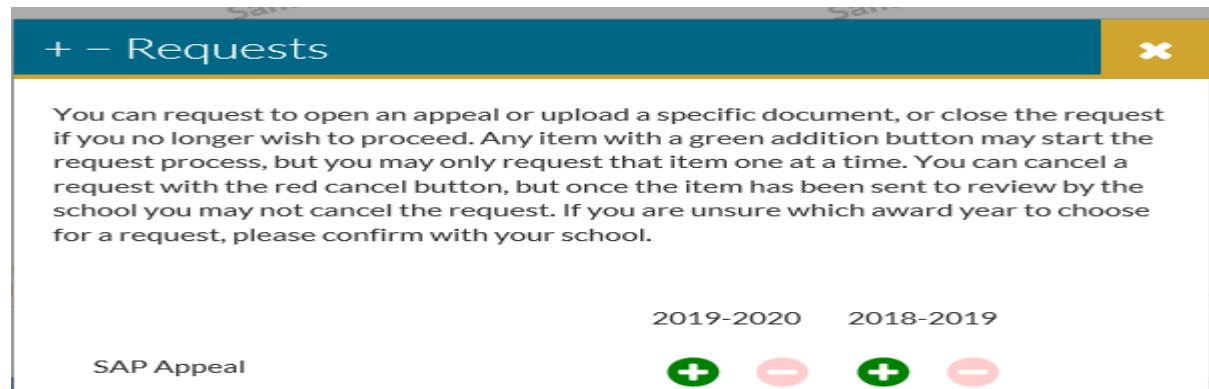 + − Requests
You can request to open an appeal or upload a specific document, or close the request
if you no longer wish to proceed. Any item with a green addition button may start the
request process, but you may only request that item one at a time. You can cancel a
request with the red cancel button, but once the item has been sent to review by the
school you may not cancel the request. If you are unsure which award year to choose
for a request, please confirm with your school.
2019-2020 2018-2019
SAP Appeal